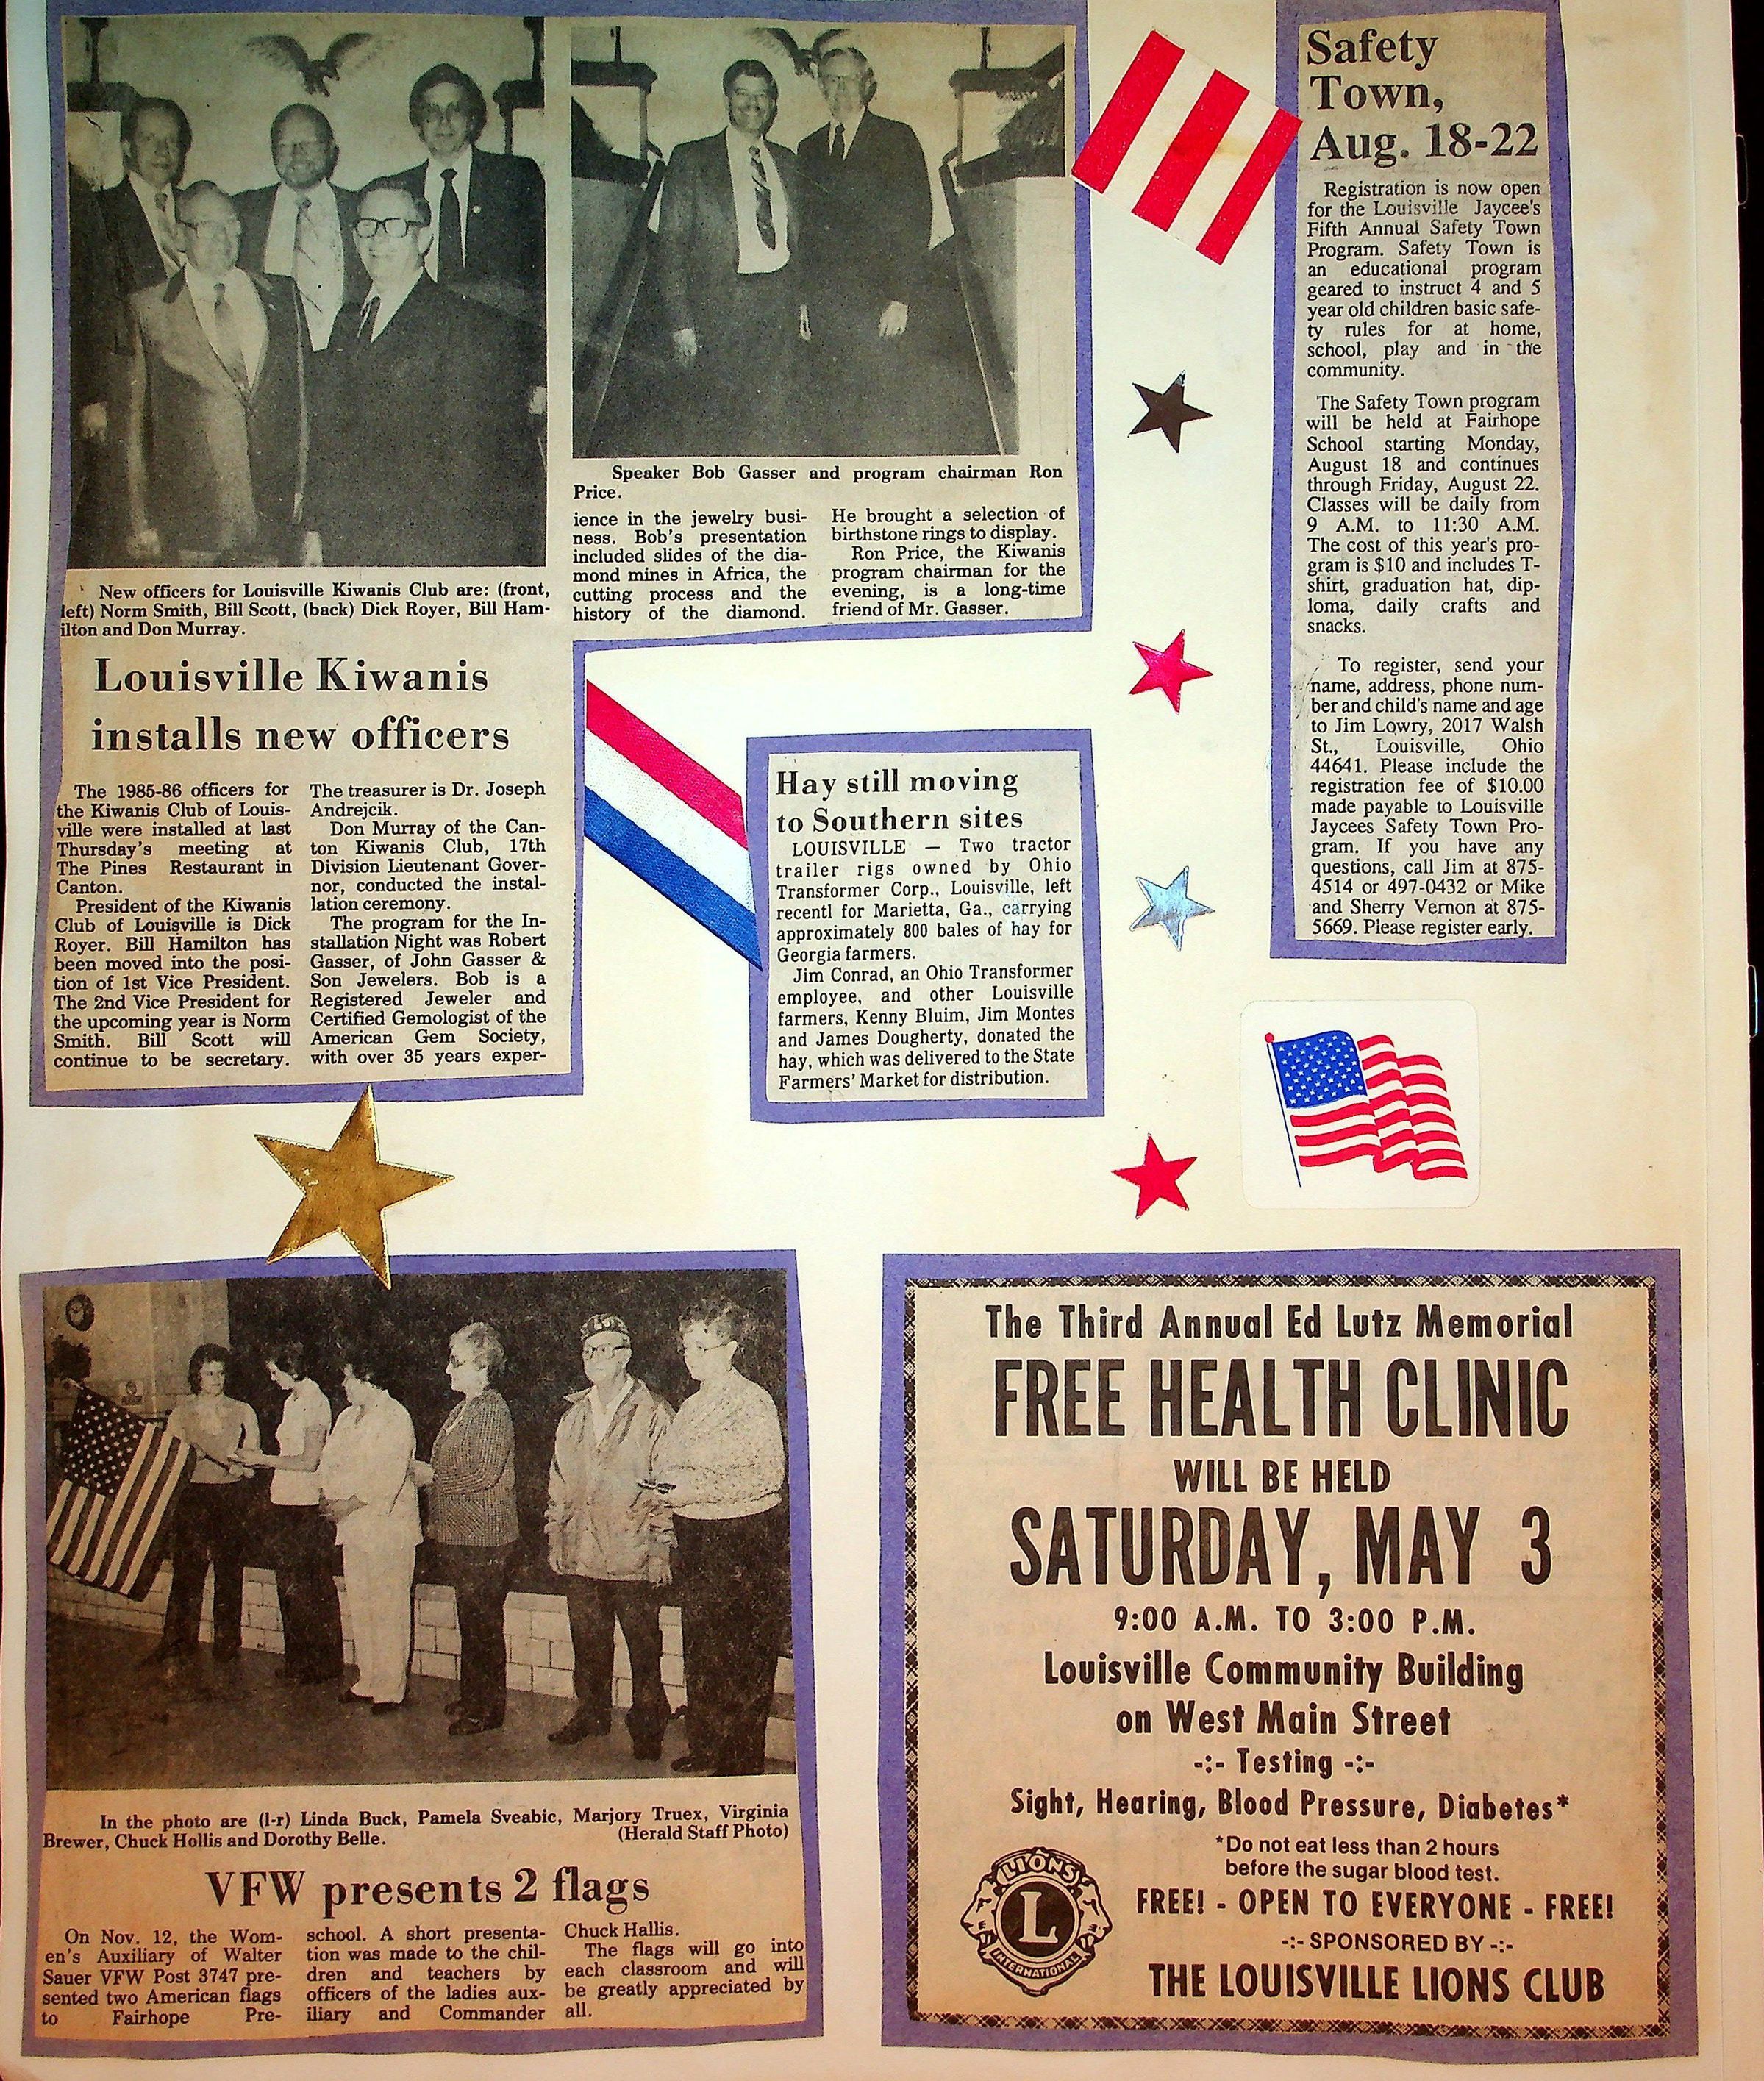 New officers for Louisville Kiwanis Club are: (front,
left) Norm Smith, Bill Scott, (back) Dick Royer, Bill Ham-
ilton and Don Murray.
Louisville Kiwanis
installs new officers
The 1985-86 officers for
the Kiwanis Club of Louis-
ville were installed at last
Thursday's meeting at
The Pines Restaurant in
Canton.
President of the Kiwanis
Club of Louisville is Dick
Royer. Bill Hamilton has
been moved into the posi-
tion of 1st Vice President.
The 2nd Vice President for
the upcoming year is Norm
Smith. Bill Scott will
continue to be secretary.
The treasurer is Dr. Joseph
Andrejcik.
Don Murray of the Can-
ton Kiwanis Club, 17th
Division Lieutenant Gover-
nor, conducted the instal-
lation ceremony.
The program for the In-
stallation Night was Robert
Gasser, of John Gasser &
Son Jewelers. Bob is a
Registered Jeweler and
Certified Gemologist of the
American Gem Society,
with over 35 years exper-
Speaker Bob Gasser and program chairman Ron
Price.
ience in the jewelry busi-
ness. Bob's presentation
included slides of the dia-
mond mines in Africa, the
cutting process and the
history of the diamond.
He brought a selection of
birthstone rings to display.
Ron Price, the Kiwanis
program chairman for the
evening, is a long-time
friend of Mr. Gasser.
Hay still moving
to Southern sites
LOUISVILLE — Two tractor
trailer rigs owned by Ohio
Transformer Corp., Louisville, left
recentl for Marietta, Ga., carrying
approximately 800 bales of hay for
Georgia farmers.
Jim Conrad, an Ohio Transformer
employee, and other Louisville
farmers, Kenny Bluim, Jim Montes
and James Dougherty, donated the
hay, which was delivered to the State
Farmers' Market for distribution.
Safety
Town,
Aug. 18-22
Registration is now open
for the Louisville Jaycee's
Fifth Annual Safety Town
Program. Safety Town is
an educational program
geared to instruct 4 and 5
year old children basic safe-
ty rules for at home,
school, play and in the
community.
The Safety Town program
will be held at Fairhope
School starting Monday,
August 18 and continues
through Friday, August 22.
Classes will be daily from
9 A.M. to 11:30 A.M.
The cost of this year's pro-
gram is $10 and includes T-
shirt, graduation hat, dip-
loma, daily crafts and
snacks.
To register, send your
name, address, phone num-
ber and child's name and age
to Jim Lowry, 2017 Walsh
St., Louisville, Ohio
44641. Please include the
registration fee of $10.00
made payable to Louisville
Jaycees Safety Town Pro-
gram. If you have any
questions, call Jim at 875-
4514 or 497-0432 or Mike
and Sherry Vernon at 875-
5669. Please register early.
In the photo are (l-r) Linda Buck, Pamela Sveabic, Marjory Truex, Virginia
Brewer, Chuck Hollis and Dorothy Belle. (Herald Staff Photo)
VFW presents 2 flags
On Nov. 12, the Wom-
en's Auxiliary of Walter
Sauer VFW Post 3747 pre-
sented two American flags
to Fairhope Pre-
school. A short presenta-
tion was made to the chil-
dren and teachers by
officers of the ladies aux-
iliary and Commander
Chuck Hallis.
The flags will go into
each classroom and will
be greatly appreciated by
all.
The Third Annual Ed Lutz Memorial
FREE HEALTH CLINIC
WILL BE HELD
SATURDAY, MAY 3
9:00 A.M. TO 3:00 P.M.
Louisville Community Building
on West Main Street
-:- Testing -:-
Sight, Hearing, Blood Pressure, Diabetes*
*Do not eat less than 2 hours
before the sugar blood test.
FREE! - OPEN TO EVERYONE - FREE!
-:- SPONSORED BY -:-
THE LOUISVILLE LIONS CLUB
LIONS
L
INTERNATIONAL